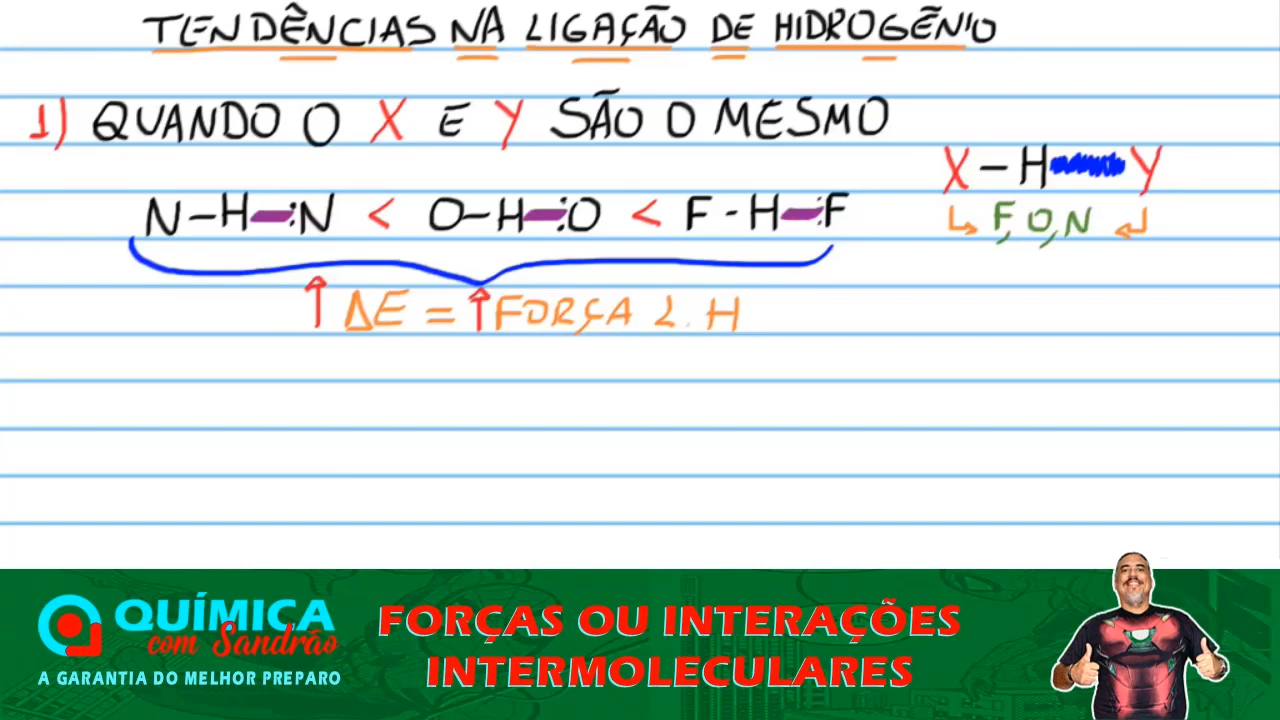 TENDÊNCIAS NA LIGAÇÃO DE HIDROGÊNIO
1) QUANDO O X E Y SÃO O MESMO
X - H Y
N - H :N < O - H :O < F - H :F
F, O, N
↑ ΔE = ↑ FORÇA L.H
QUÍMICA
com Sandrão
A GARANTIA DO MELHOR PREPARO
FORÇAS OU INTERAÇÕES
INTERMOLECULARES